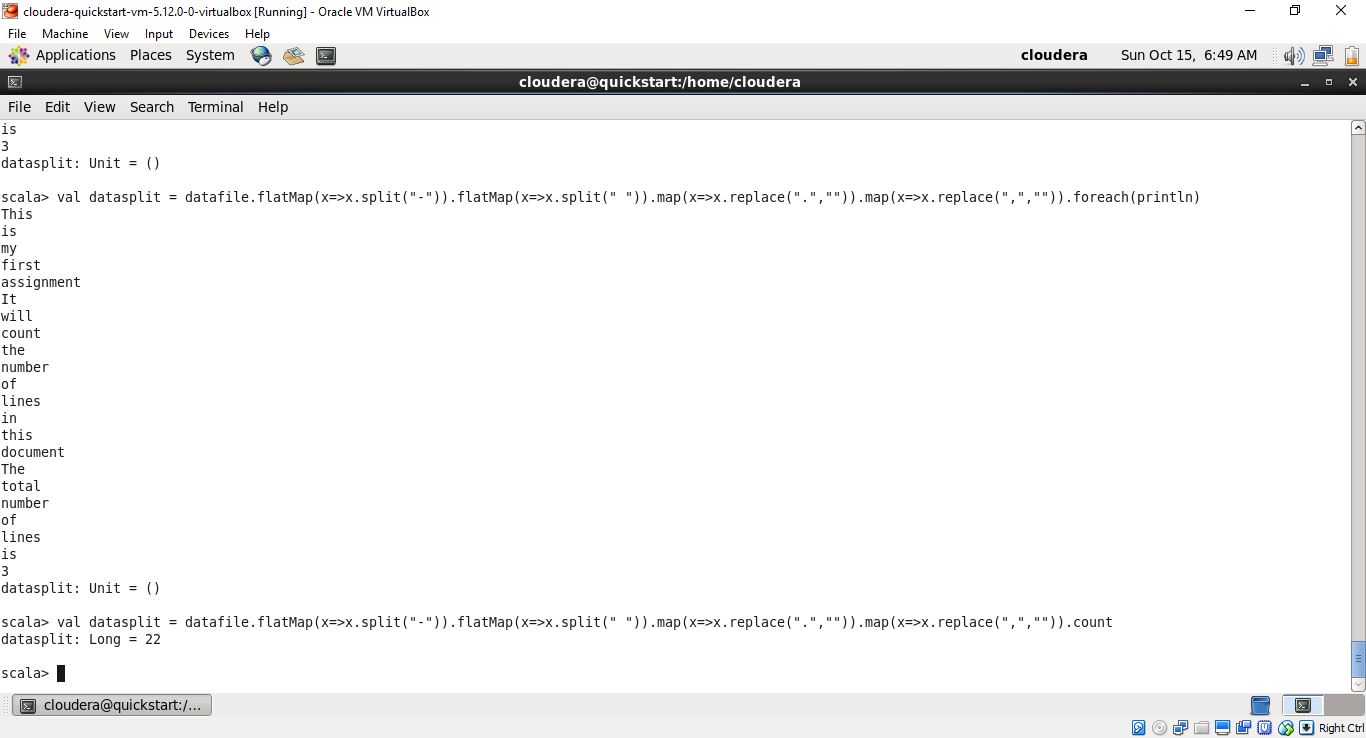 cloudera-quickstart-vm-5.12.0-0-virtualbox [Running] - Oracle VM VirtualBox
File Machine View Input Devices Help
Applications Places System cloudera Sun Oct 15, 6:49 AM
cloudera@quickstart:/home/cloudera
File Edit View Search Terminal Help
is
3
datasplit: Unit = ()
scala> val datasplit = datafile.flatMap(x=>x.split("-")).flatMap(x=>x.split(" ")).map(x=>x.replace(".","")).map(x=>x.replace(",","")).foreach(println)
This
is
my
first
assignment
It
will
count
the
number
of
lines
in
this
document
The
total
number
of
lines
is
3
datasplit: Unit = ()
scala> val datasplit = datafile.flatMap(x=>x.split("-")).flatMap(x=>x.split(" ")).map(x=>x.replace(".","")).map(x=>x.replace(",","")).count
datasplit: Long = 22
scala>
cloudera@quickstart:/...
Right Ctrl